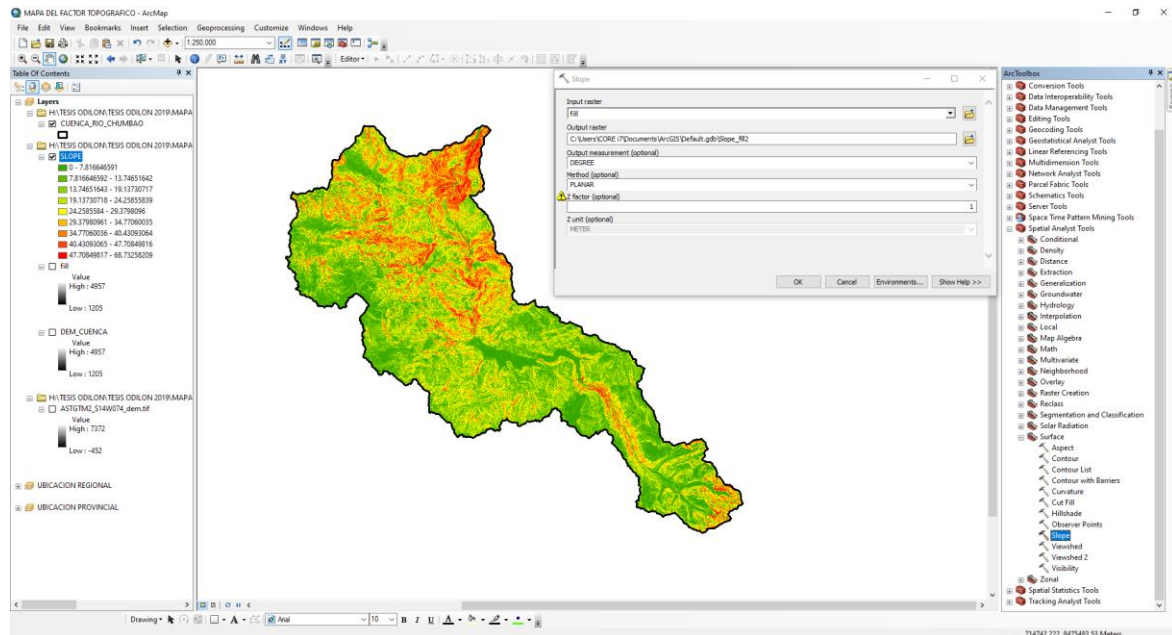 MAPA DEL FACTOR TOPOGRAFICO - ArcMap
File Edit View Bookmarks Insert Selection Geoprocessing Customize Windows Help
1:250.000
Editor
Table Of Contents
Layers
H:\TESIS ODILON\TESIS ODILON 2019\MAPA
CUENCA_RIO_CHUMBAO
H:\TESIS ODILON\TESIS ODILON 2019\MAPA
SLOPE
0 - 7.816646591
7.816646592 - 13.74651642
13.74651643 - 19.13730717
19.13730718 - 24.25855839
24.2585584 - 29.3798096
29.37980961 - 34.77060035
34.77060036 - 40.43093064
40.43093065 - 47.70849816
47.70849817 - 68.73258209
fill
Value
High : 4957
Low : 1205
DEM_CUENCA
Value
High : 4957
Low : 1205
H:\TESIS ODILON\TESIS ODILON 2019\MAPA
ASTGTM2_S14W074_dem.tif
Value
High : 7372
Low : -452
UBICACION REGIONAL
UBICACION PROVINCIAL
Slope
Input raster
fill
Output raster
C:\Users\CORE i7\Documents\ArcGIS\Default.gdb\Slope_fill2
Output measurement (optional)
DEGREE
Method (optional)
PLANAR
Z factor (optional)
1
Z unit (optional)
METER
OK Cancel Environments... Show Help >>
ArcToolbox
Conversion Tools
Data Interoperability Tools
Data Management Tools
Editing Tools
Geocoding Tools
Geostatistical Analyst Tools
Linear Referencing Tools
Multidimension Tools
Network Analyst Tools
Parcel Fabric Tools
Schematics Tools
Server Tools
Space Time Pattern Mining Tools
Spatial Analyst Tools
Conditional
Density
Distance
Extraction
Generalization
Groundwater
Hydrology
Interpolation
Local
Map Algebra
Math
Multivariate
Neighborhood
Overlay
Raster Creation
Reclass
Segmentation and Classification
Solar Radiation
Surface
Aspect
Contour
Contour List
Contour with Barriers
Curvature
Cut Fill
Hillshade
Observer Points
Slope
Viewshed
Viewshed 2
Visibility
Zonal
Spatial Statistics Tools
Tracking Analyst Tools
Drawing
Arial
10
B I U A